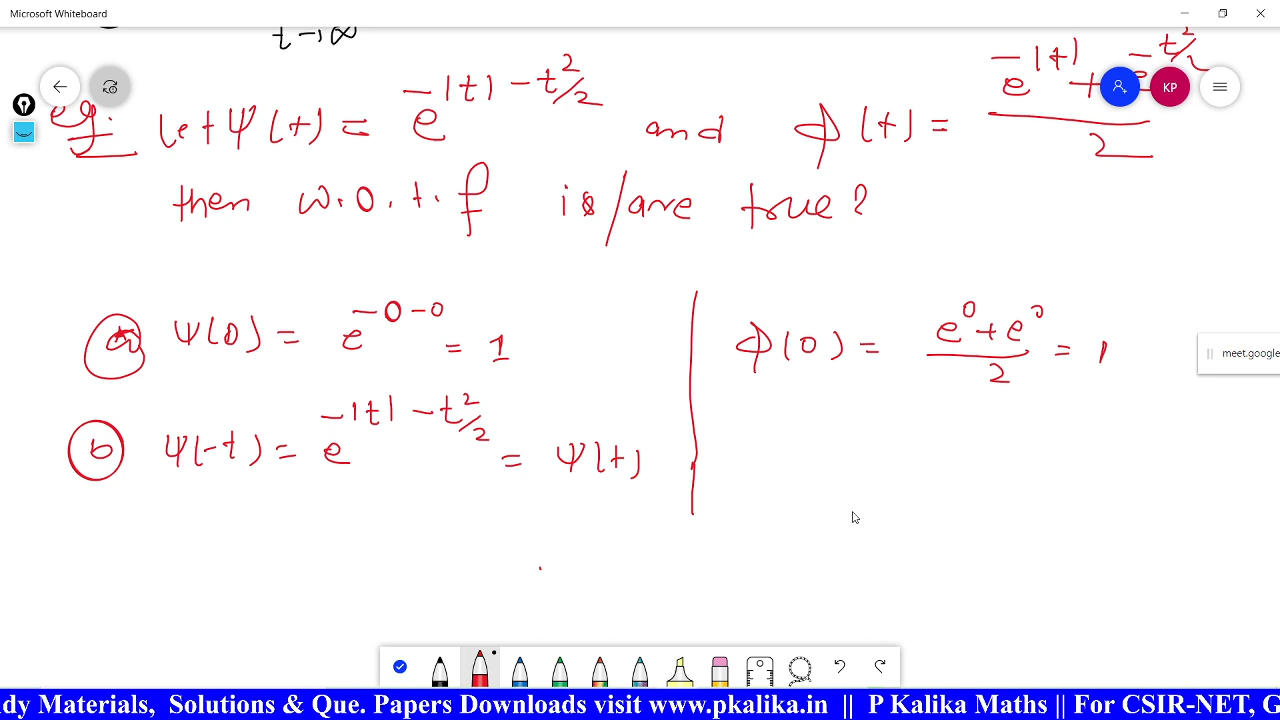 Microsoft Whiteboard
t→∞
eg. let Ψ(t) = e^{-|t| - t²/2} and ϕ(t) = (e^{-|t|} + e^{-t²/2})/2
then w.o.t.f is/are true?
a Ψ(0) = e^{-0-0} = 1
ϕ(0) = (e^0 + e^0)/2 = 1
b Ψ(-t) = e^{-|t| - t²/2} = Ψ(t)
KP
meet.google
dy Materials, Solutions & Que. Papers Downloads visit www.pkalika.in || P Kalika Maths || For CSIR-NET, G